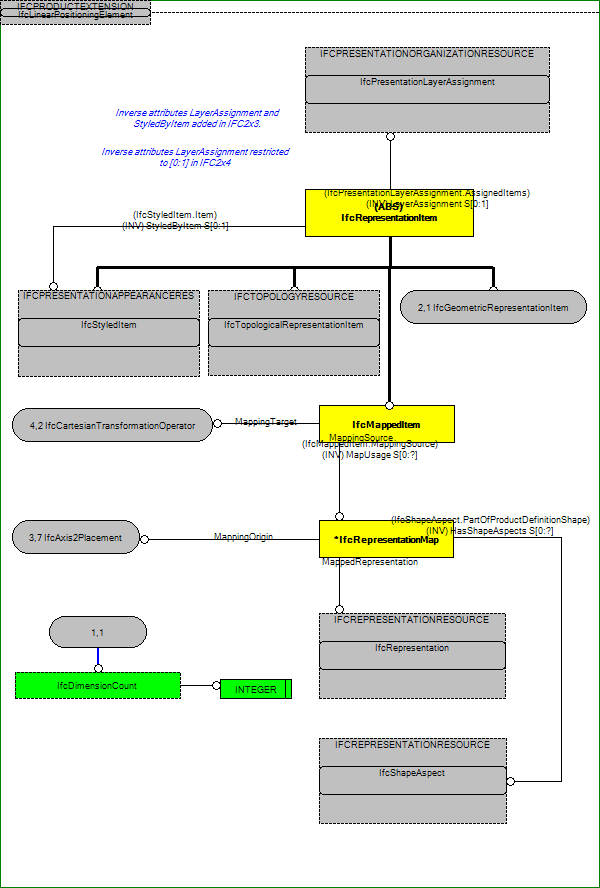 IFCPRODUCTEXTENSION
IfcLinearPositioningElement
IFCPRESENTATIONORGANIZATIONRESOURCE
IfcPresentationLayerAssignment
Inverse attributes LayerAssignment and
StyledByItem added in IFC2x3.
Inverse attributes LayerAssignment restricted
to [0:1] in IFC2x4
(IfcPresentationLayerAssignment.AssignedItems)
(INV) LayerAssignment S[0:1]
(ABS)
IfcRepresentationItem
(IfcStyledItem.Item)
(INV) StyledByItem S[0:1]
IFCPRESENTATIONAPPEARANCERES
IfcStyledItem
IFCTOPOLOGYRESOURCE
IfcTopologicalRepresentationItem
2,1 IfcGeometricRepresentationItem
4,2 IfcCartesianTransformationOperator
MappingTarget
IfcMappedItem
MappingSource
(IfcMappedItem.MappingSource)
(INV) MapUsage S[0:?]
(IfcShapeAspect.PartOfProductDefinitionShape)
(INV) HasShapeAspects S[0:?]
3,7 IfcAxis2Placement
MappingOrigin
*IfcRepresentationMap
MappedRepresentation
IFCREPRESENTATIONRESOURCE
IfcRepresentation
1,1
IfcDimensionCount
INTEGER
IFCREPRESENTATIONRESOURCE
IfcShapeAspect